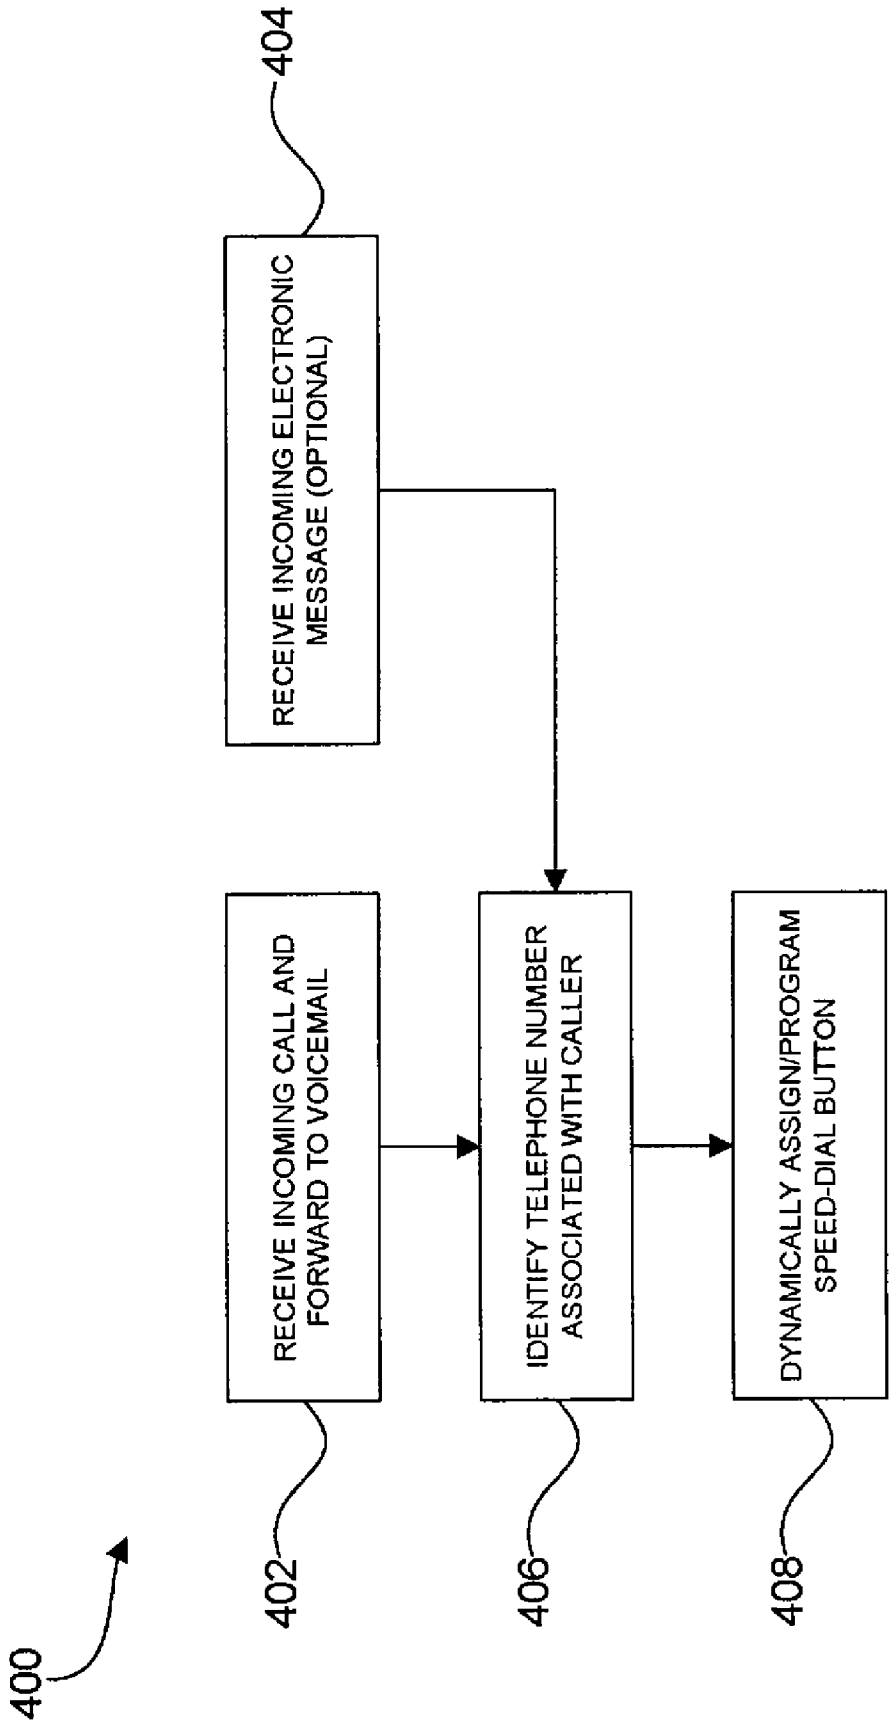 400
402
RECEIVE INCOMING CALL AND
FORWARD TO VOICEMAIL
RECEIVE INCOMING ELECTRONIC
MESSAGE (OPTIONAL)
404
406
IDENTIFY TELEPHONE NUMBER
ASSOCIATED WITH CALLER
408
DYNAMICALLY ASSIGN/PROGRAM
SPEED-DIAL BUTTON